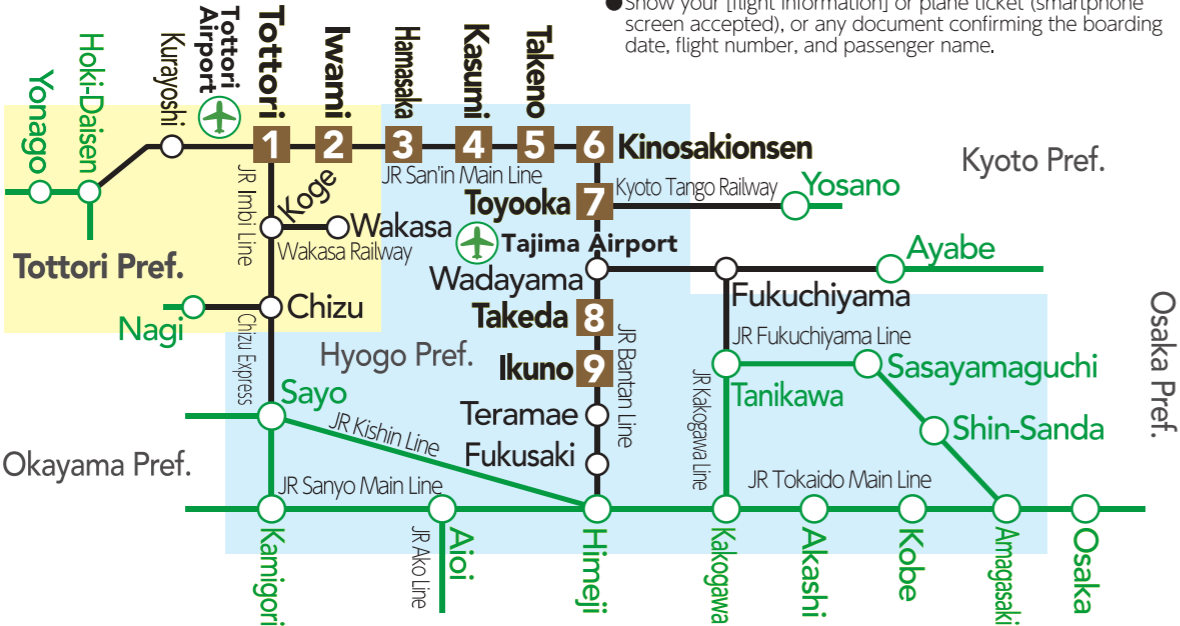 ● Show your [flight information] or plane ticket (smartphone
screen accepted), or any document confirming the boarding
date, flight number, and passenger name.
Yonago
Hoki-Daisen
Kurayoshi
Tottori
Airport
Tottori
Iwami
Hamasaka
Kasumi
Takeno
1
2
3
4
5
6
Kinosakionsen
Kyoto Pref.
JR San'in Main Line
JR Imbi Line
Koge
Wakasa
Wakasa Railway
Toyooka
7
Kyoto Tango Railway
Yosano
Tajima Airport
Tottori Pref.
Wadayama
Fukuchiyama
Ayabe
Nagi
Chizu
Chizu Express
Hyogo Pref.
Takeda
8
Ikuno
9
JR Bantan Line
JR Fukuchiyama Line
Tanikawa
Sasayamaguchi
Osaka Pref.
Sayo
JR Kishin Line
Teramae
Fukusaki
JR Kakogawa Line
Shin-Sanda
Okayama Pref.
JR Sanyo Main Line
JR Tokaido Main Line
Kamigori
JR Ako Line
Aioi
Himeji
Kakogawa
Akashi
Kobe
Amagasaki
Osaka